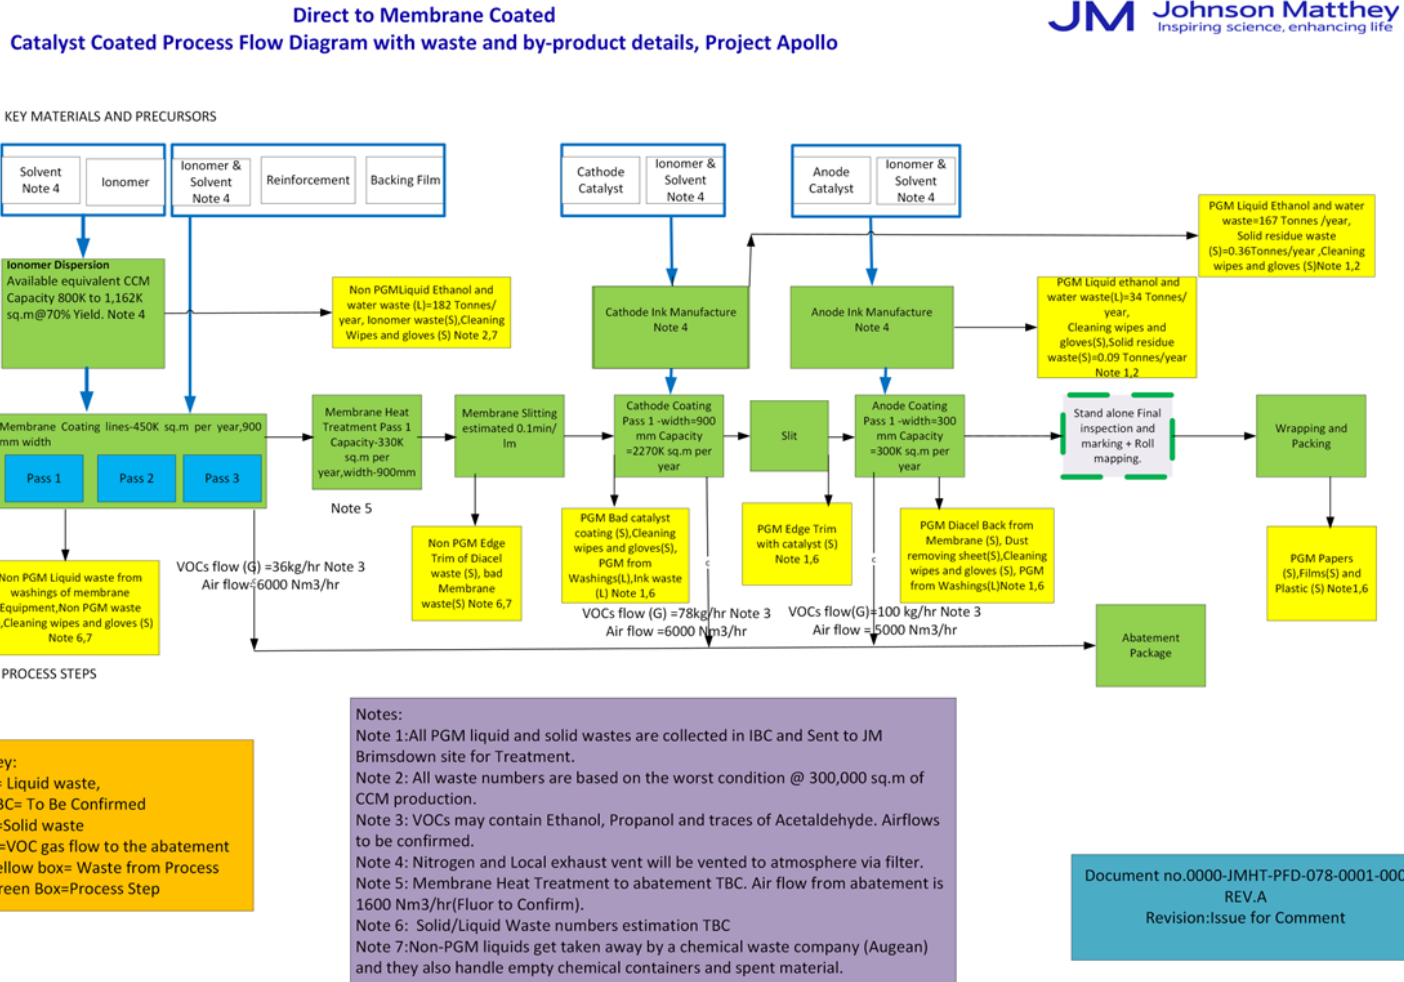 Direct to Membrane Coated
Catalyst Coated Process Flow Diagram with waste and by-product details, Project Apollo
JM Johnson Matthey
Inspiring science, enhancing life
KEY MATERIALS AND PRECURSORS
Solvent
Note 4
Ionomer
Ionomer &
Solvent
Note 4
Reinforcement
Backing Film
Cathode
Catalyst
Ionomer &
Solvent
Note 4
Anode
Catalyst
Ionomer &
Solvent
Note 4
PGM Liquid Ethanol and water
waste=167 Tonnes /year,
Solid residue waste
(S)=0.36Tonnes/year ,Cleaning
wipes and gloves (S)Note 1,2
Ionomer Dispersion
Available equivalent CCM
Capacity 800K to 1,162K
sq.m@70% Yield. Note 4
Non PGMLiquid Ethanol and
water waste (L)=182 Tonnes/
year, Ionomer waste(S),Cleaning
Wipes and gloves (S) Note 2,7
Cathode Ink Manufacture
Note 4
Anode Ink Manufacture
Note 4
PGM Liquid ethanol and
water waste(L)=34 Tonnes/
year,
Cleaning wipes and
gloves(S),Solid residue
waste(S)=0.09 Tonnes/year
Note 1,2
Membrane Coating lines-450K sq.m per year,900
mm width
Pass 1
Pass 2
Pass 3
Membrane Heat
Treatment Pass 1
Capacity-330K
sq.m per
year,width-900mm
Note 5
Membrane Slitting
estimated 0.1min/
lm
Cathode Coating
Pass 1 -width=900
mm Capacity
=2270K sq.m per
year
Slit
Anode Coating
Pass 1 -width=300
mm Capacity
=300K sq.m per
year
Stand alone Final
inspection and
marking + Roll
mapping.
Wrapping and
Packing
Non PGM Liquid waste from
washings of membrane
Equipment,Non PGM waste
,Cleaning wipes and gloves (S)
Note 6,7
VOCs flow (G) =36kg/hr Note 3
Air flow=6000 Nm3/hr
Non PGM Edge
Trim of Diacel
waste (S), bad
Membrane
waste(S) Note 6,7
PGM Bad catalyst
coating (S),Cleaning
wipes and gloves(S),
PGM from
Washings(L),Ink waste
(L) Note 1,6
VOCs flow (G) =78kg/hr Note 3
Air flow =6000 Nm3/hr
PGM Edge Trim
with catalyst (S)
Note 1,6
VOCs flow(G)=100 kg/hr Note 3
Air flow = 5000 Nm3/hr
PGM Diacel Back from
Membrane (S), Dust
removing sheet(S),Cleaning
wipes and gloves (S), PGM
from Washings(L)Note 1,6
PGM Papers
(S),Films(S) and
Plastic (S) Note1,6
c
c
Abatement
Package
PROCESS STEPS
ey:
= Liquid waste,
BC= To Be Confirmed
=Solid waste
=VOC gas flow to the abatement
ellow box= Waste from Process
reen Box=Process Step
Notes:
Note 1:All PGM liquid and solid wastes are collected in IBC and Sent to JM
Brimsdown site for Treatment.
Note 2: All waste numbers are based on the worst condition @ 300,000 sq.m of
CCM production.
Note 3: VOCs may contain Ethanol, Propanol and traces of Acetaldehyde. Airflows
to be confirmed.
Note 4: Nitrogen and Local exhaust vent will be vented to atmosphere via filter.
Note 5: Membrane Heat Treatment to abatement TBC. Air flow from abatement is
1600 Nm3/hr(Fluor to Confirm).
Note 6:  Solid/Liquid Waste numbers estimation TBC
Note 7:Non-PGM liquids get taken away by a chemical waste company (Augean)
and they also handle empty chemical containers and spent material.
Document no.0000-JMHT-PFD-078-0001-000
REV.A
Revision:Issue for Comment